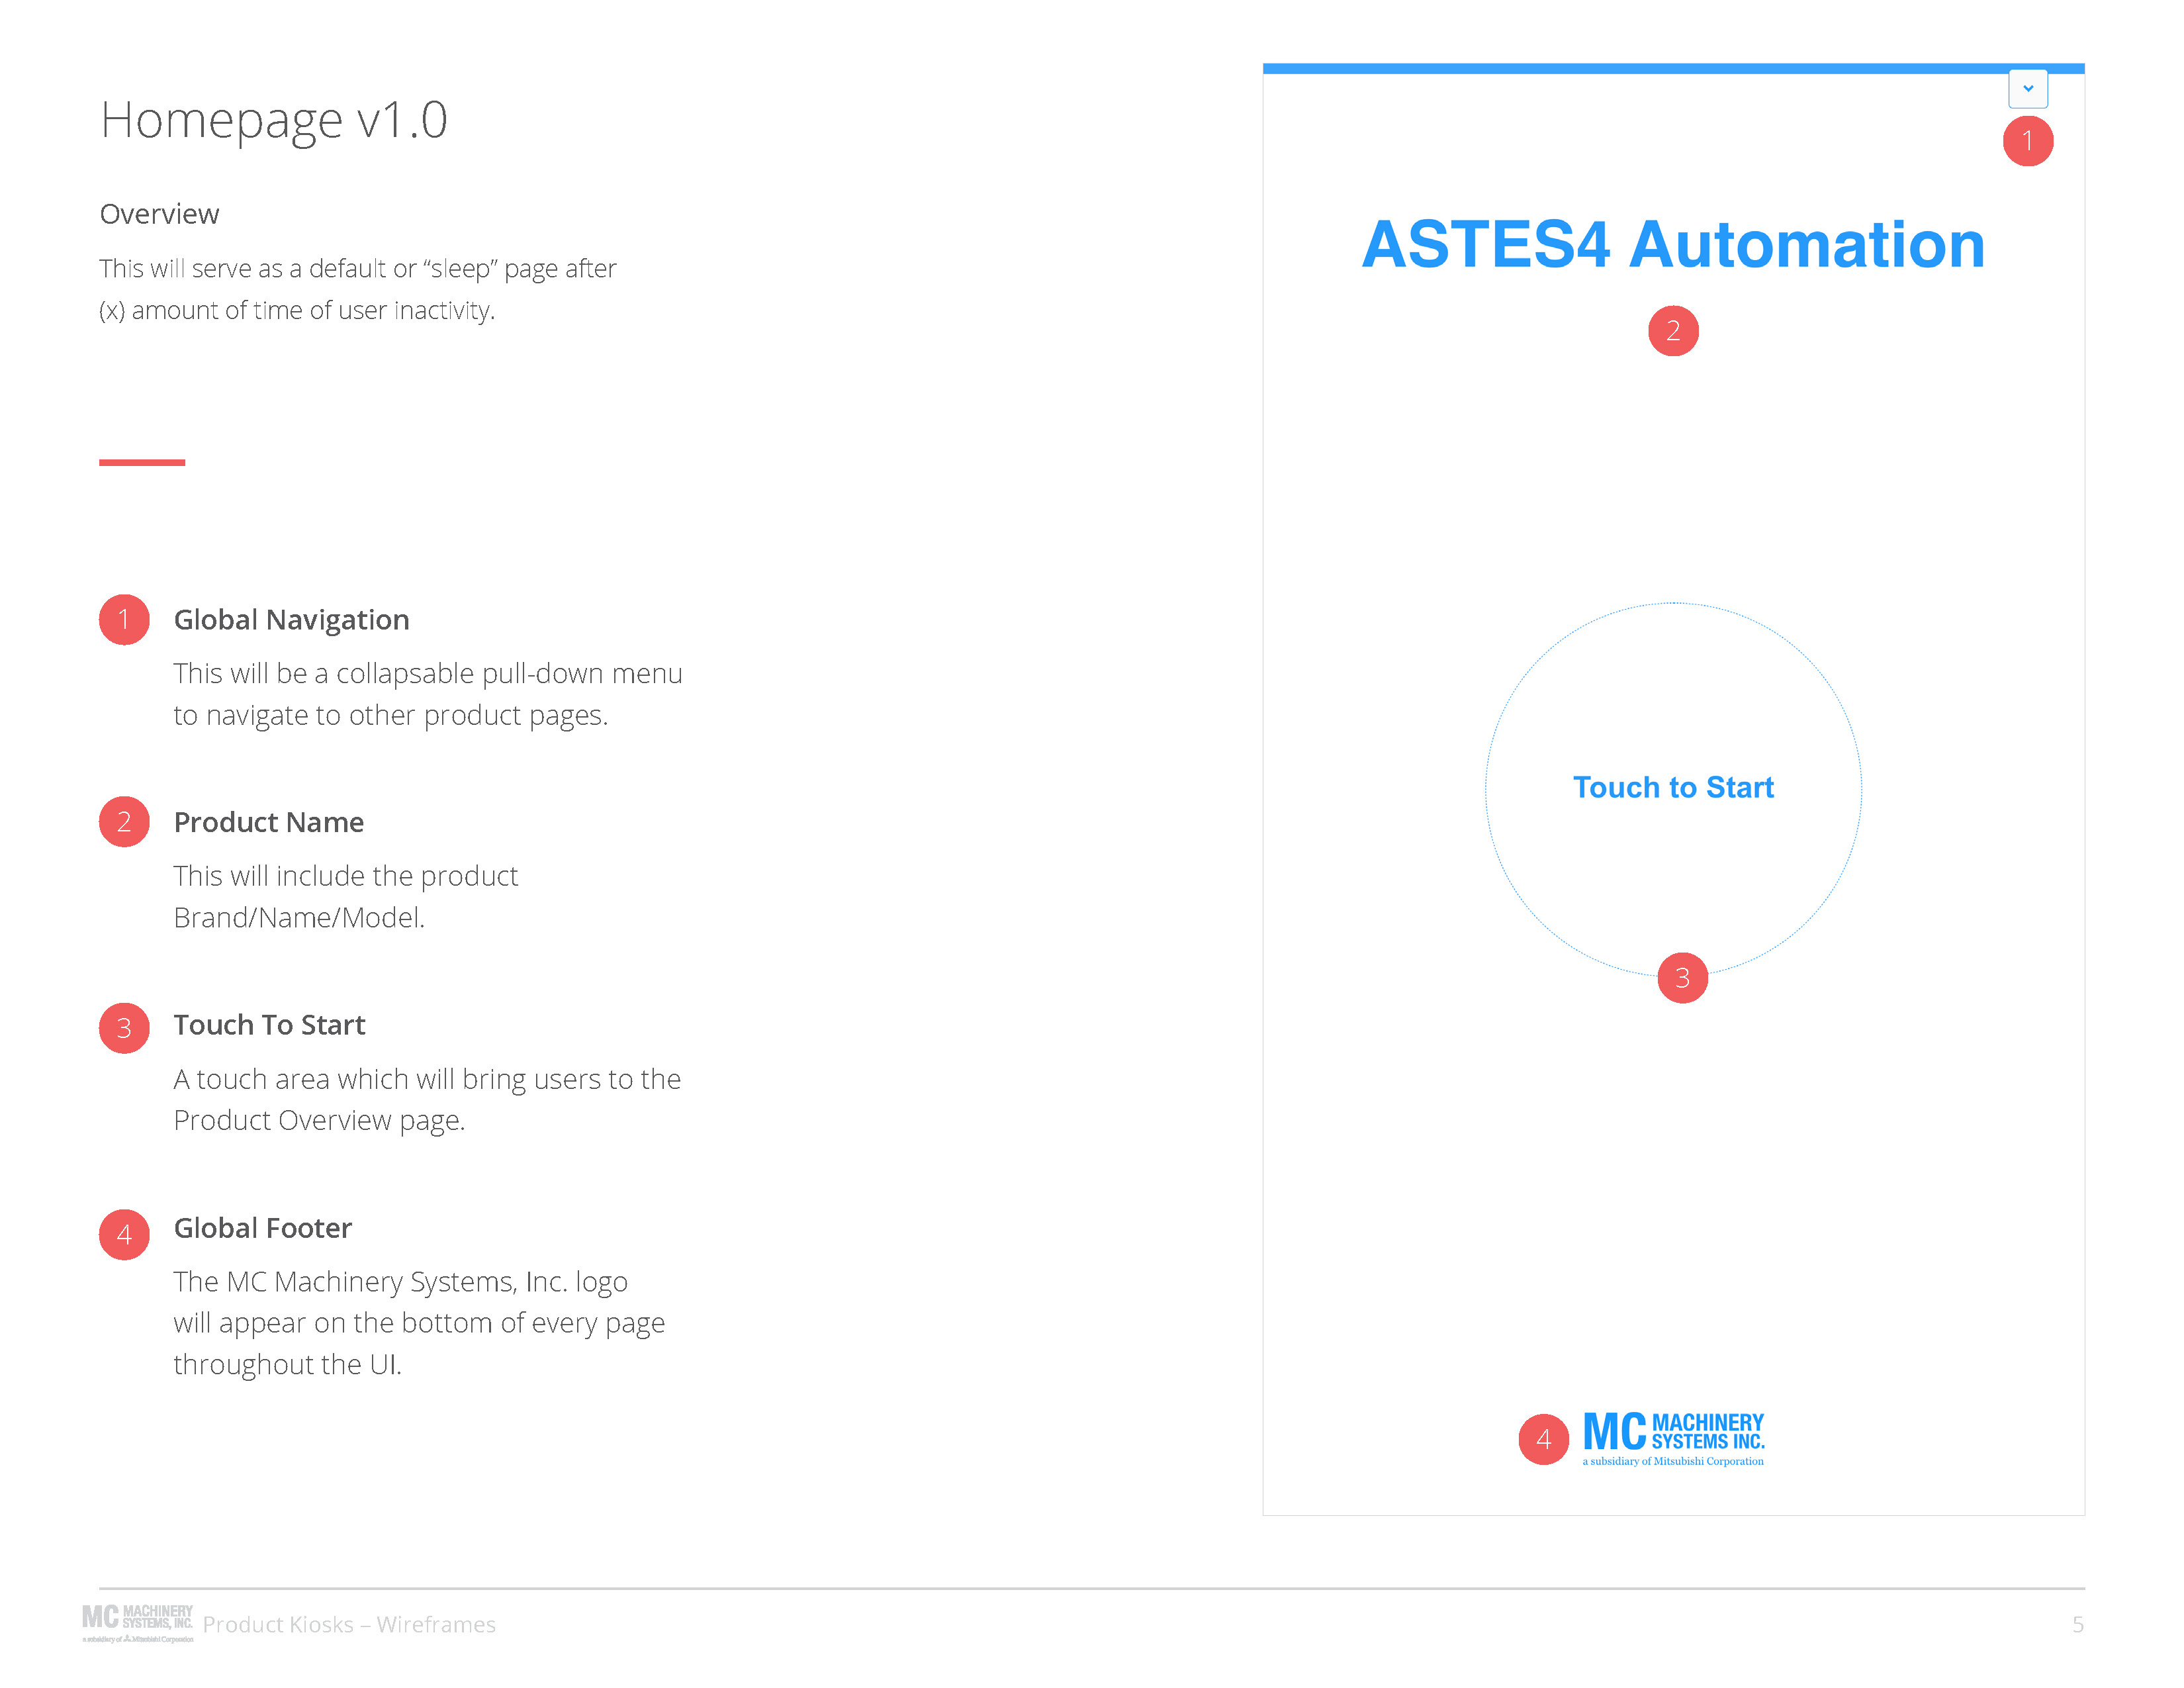 Homepage v1.0
Overview
This will serve as a default or “sleep” page after
(x) amount of time of user inactivity.
1
Global Navigation
This will be a collapsable pull-down menu
to navigate to other product pages.
2
Product Name
This will include the product
Brand/Name/Model.
3
Touch To Start
A touch area which will bring users to the
Product Overview page.
4
Global Footer
The MC Machinery Systems, Inc. logo
will appear on the bottom of every page
throughout the UI.
1
ASTES4 Automation
2
Touch to Start
3
4
MC MACHINERY
SYSTEMS INC.
a subsidiary of Mitsubishi Corporation
MC MACHINERY
SYSTEMS, INC.
a subsidiary of Mitsubishi Corporation
Product Kiosks – Wireframes
5